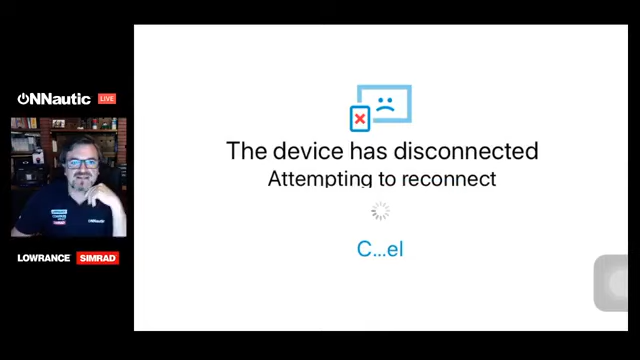 ONNautic LIVE
LOWRANCE SIMRAD
The device has disconnected
Attempting to reconnect
C...el